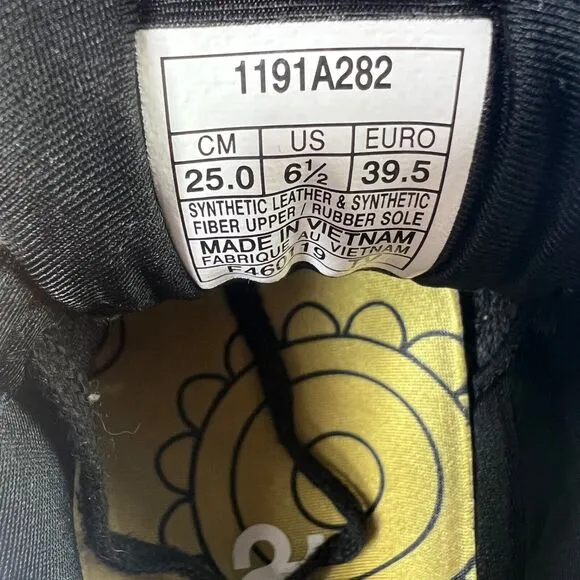 1191A282
CM US EURO
25.0 6½ 39.5
SYNTHETIC LEATHER & SYNTHETIC
FIBER UPPER / RUBBER SOLE
MADE IN VIETNAM
FABRIQUE AU VIETNAM